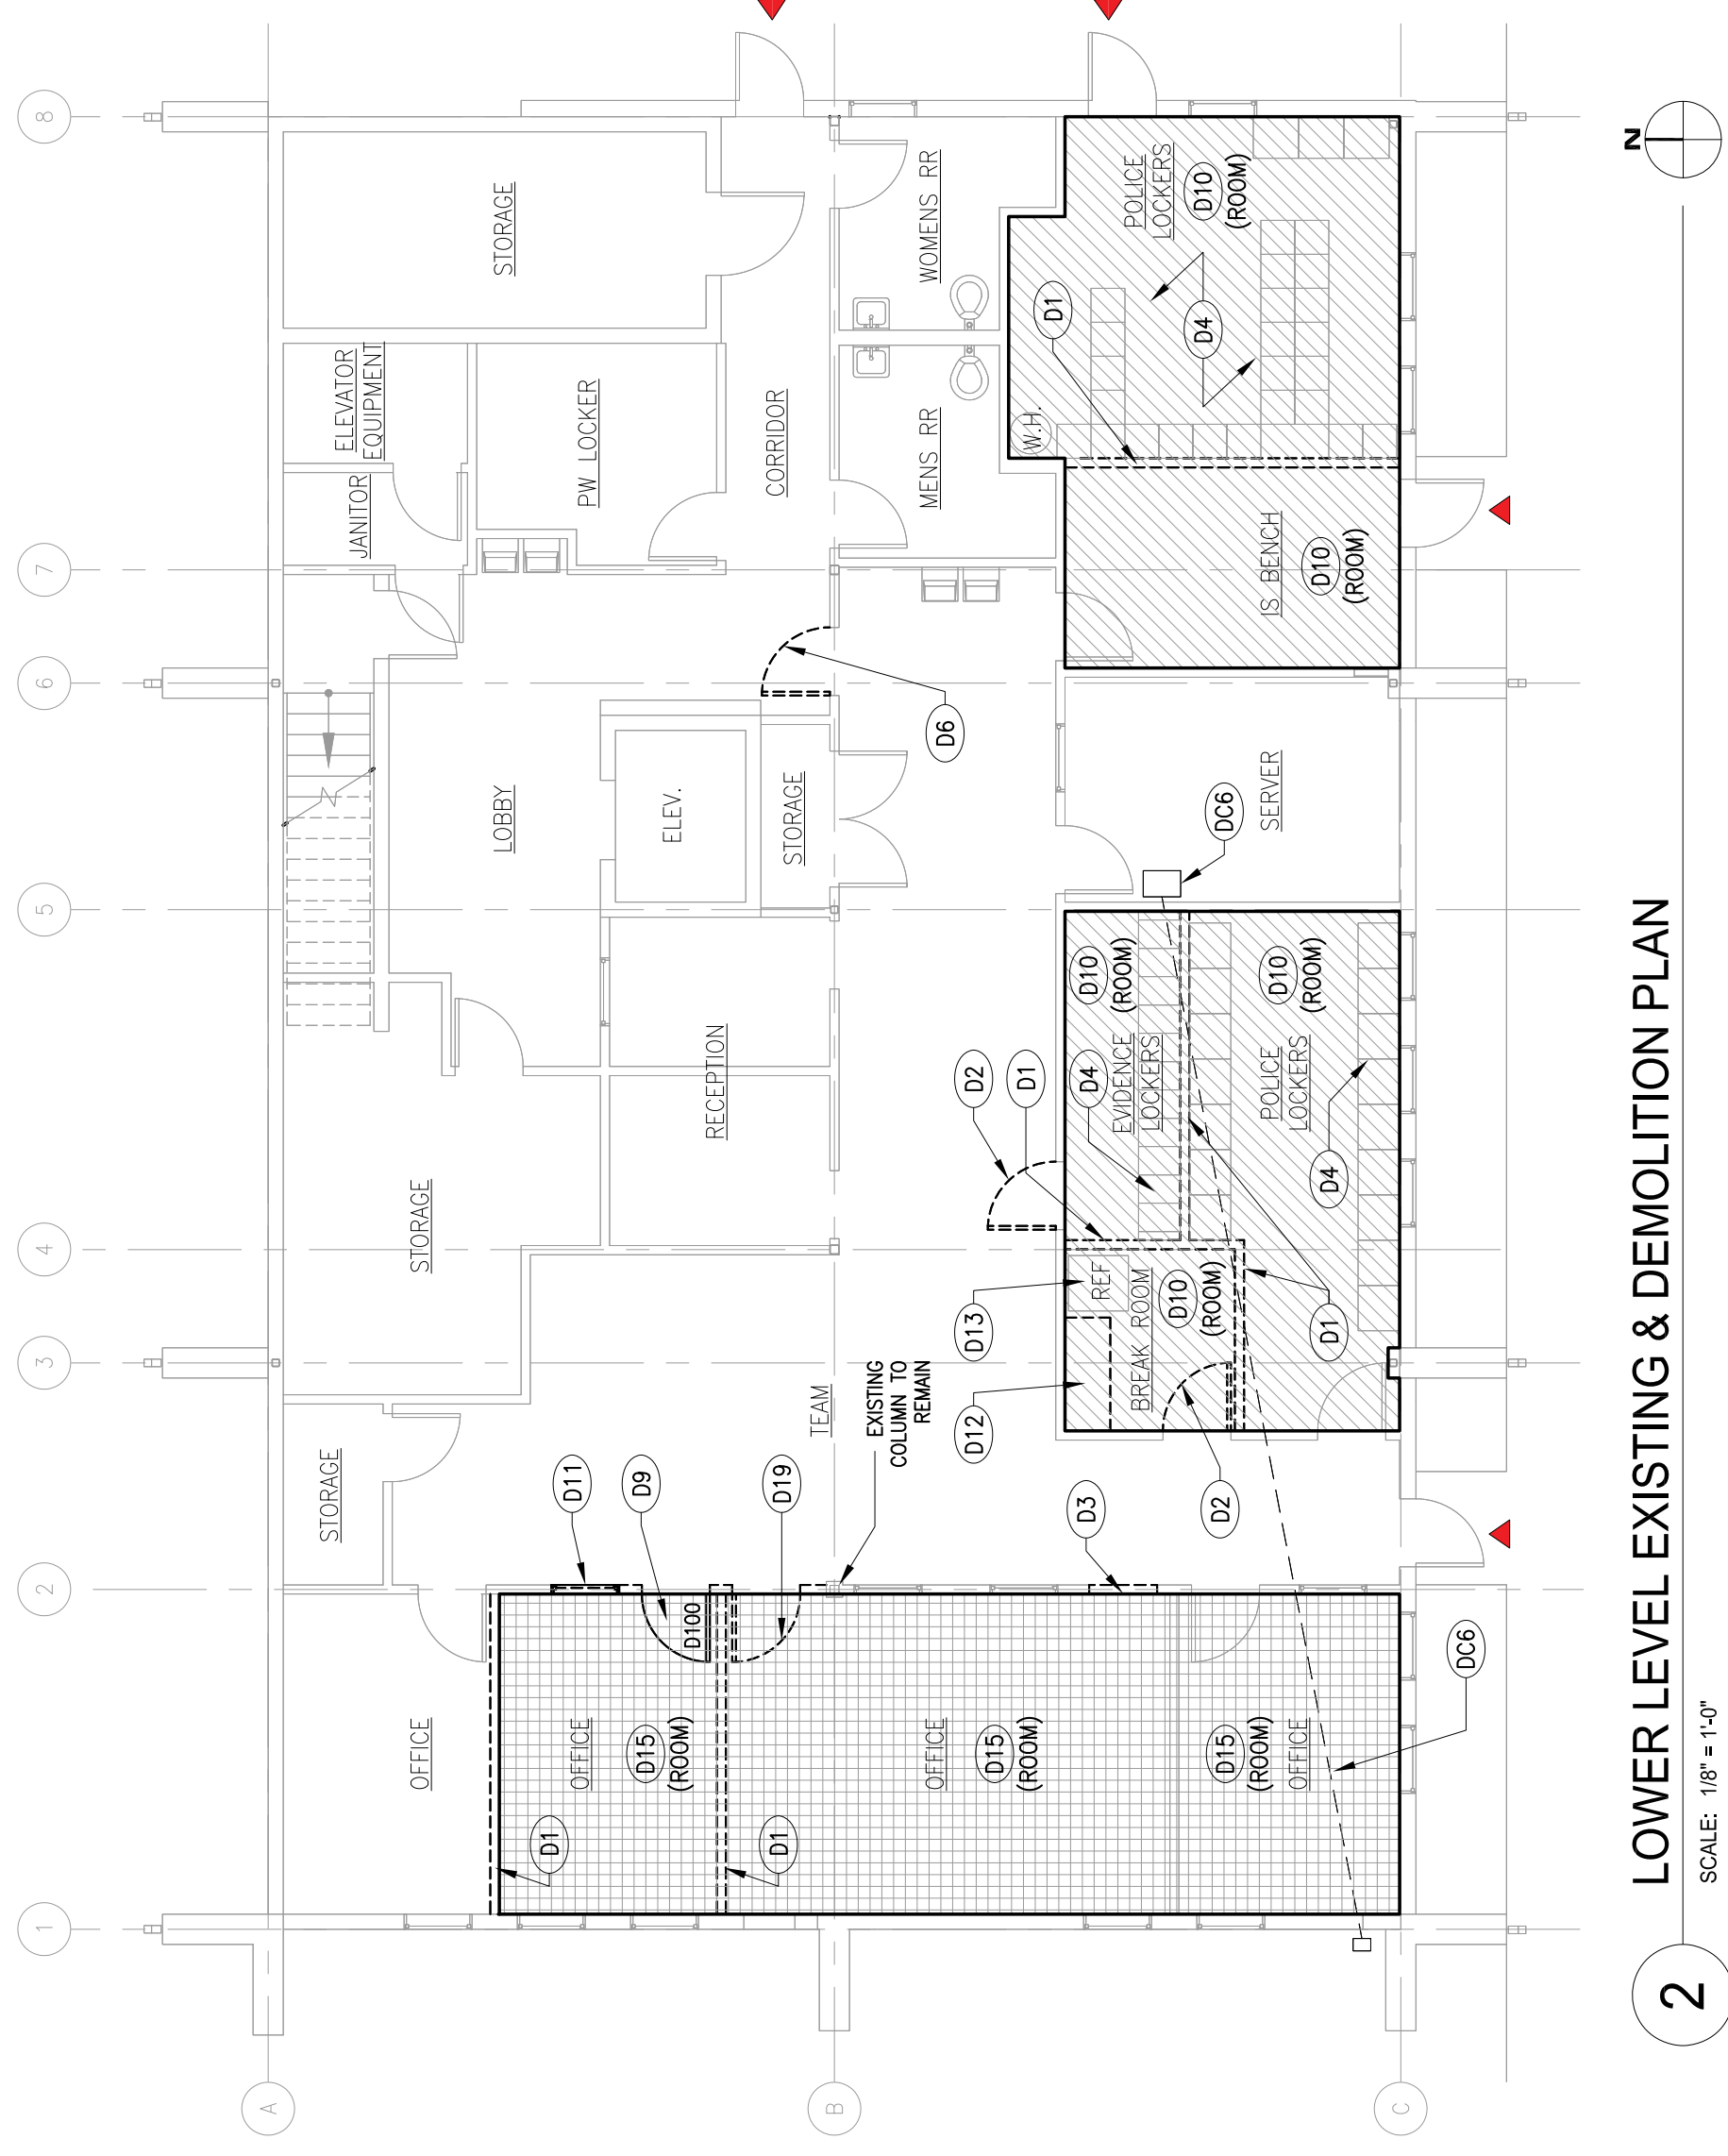 1
2
3
4
5
6
7
8
A
B
C
STORAGE
STORAGE
STORAGE
ELEVATOR
EQUIPMENT
JANITOR
PW LOCKER
CORRIDOR
LOBBY
ELEV.
STORAGE
RECEPTION
WOMENS RR
MENS RR
D6
OFFICE
D1
OFFICE
D15
(ROOM)
D11
D9
D100
D19
TEAM
EXISTING
COLUMN TO
REMAIN
D1
OFFICE
D15
(ROOM)
D3
D2
D15
(ROOM)
OFFICE
DC6
D12
D13
D2
D1
REF
BREAK ROOM
D10
(ROOM)
D1
D4
EVIDENCE
LOCKERS
D10
(ROOM)
POLICE
LOCKERS
D10
(ROOM)
D4
DC6
SERVER
IS BENCH
D10
(ROOM)
W.H.
D1
D4
POLICE
LOCKERS
D10
(ROOM)
2
LOWER LEVEL EXISTING & DEMOLITION PLAN
SCALE: 1/8" = 1'-0"
N